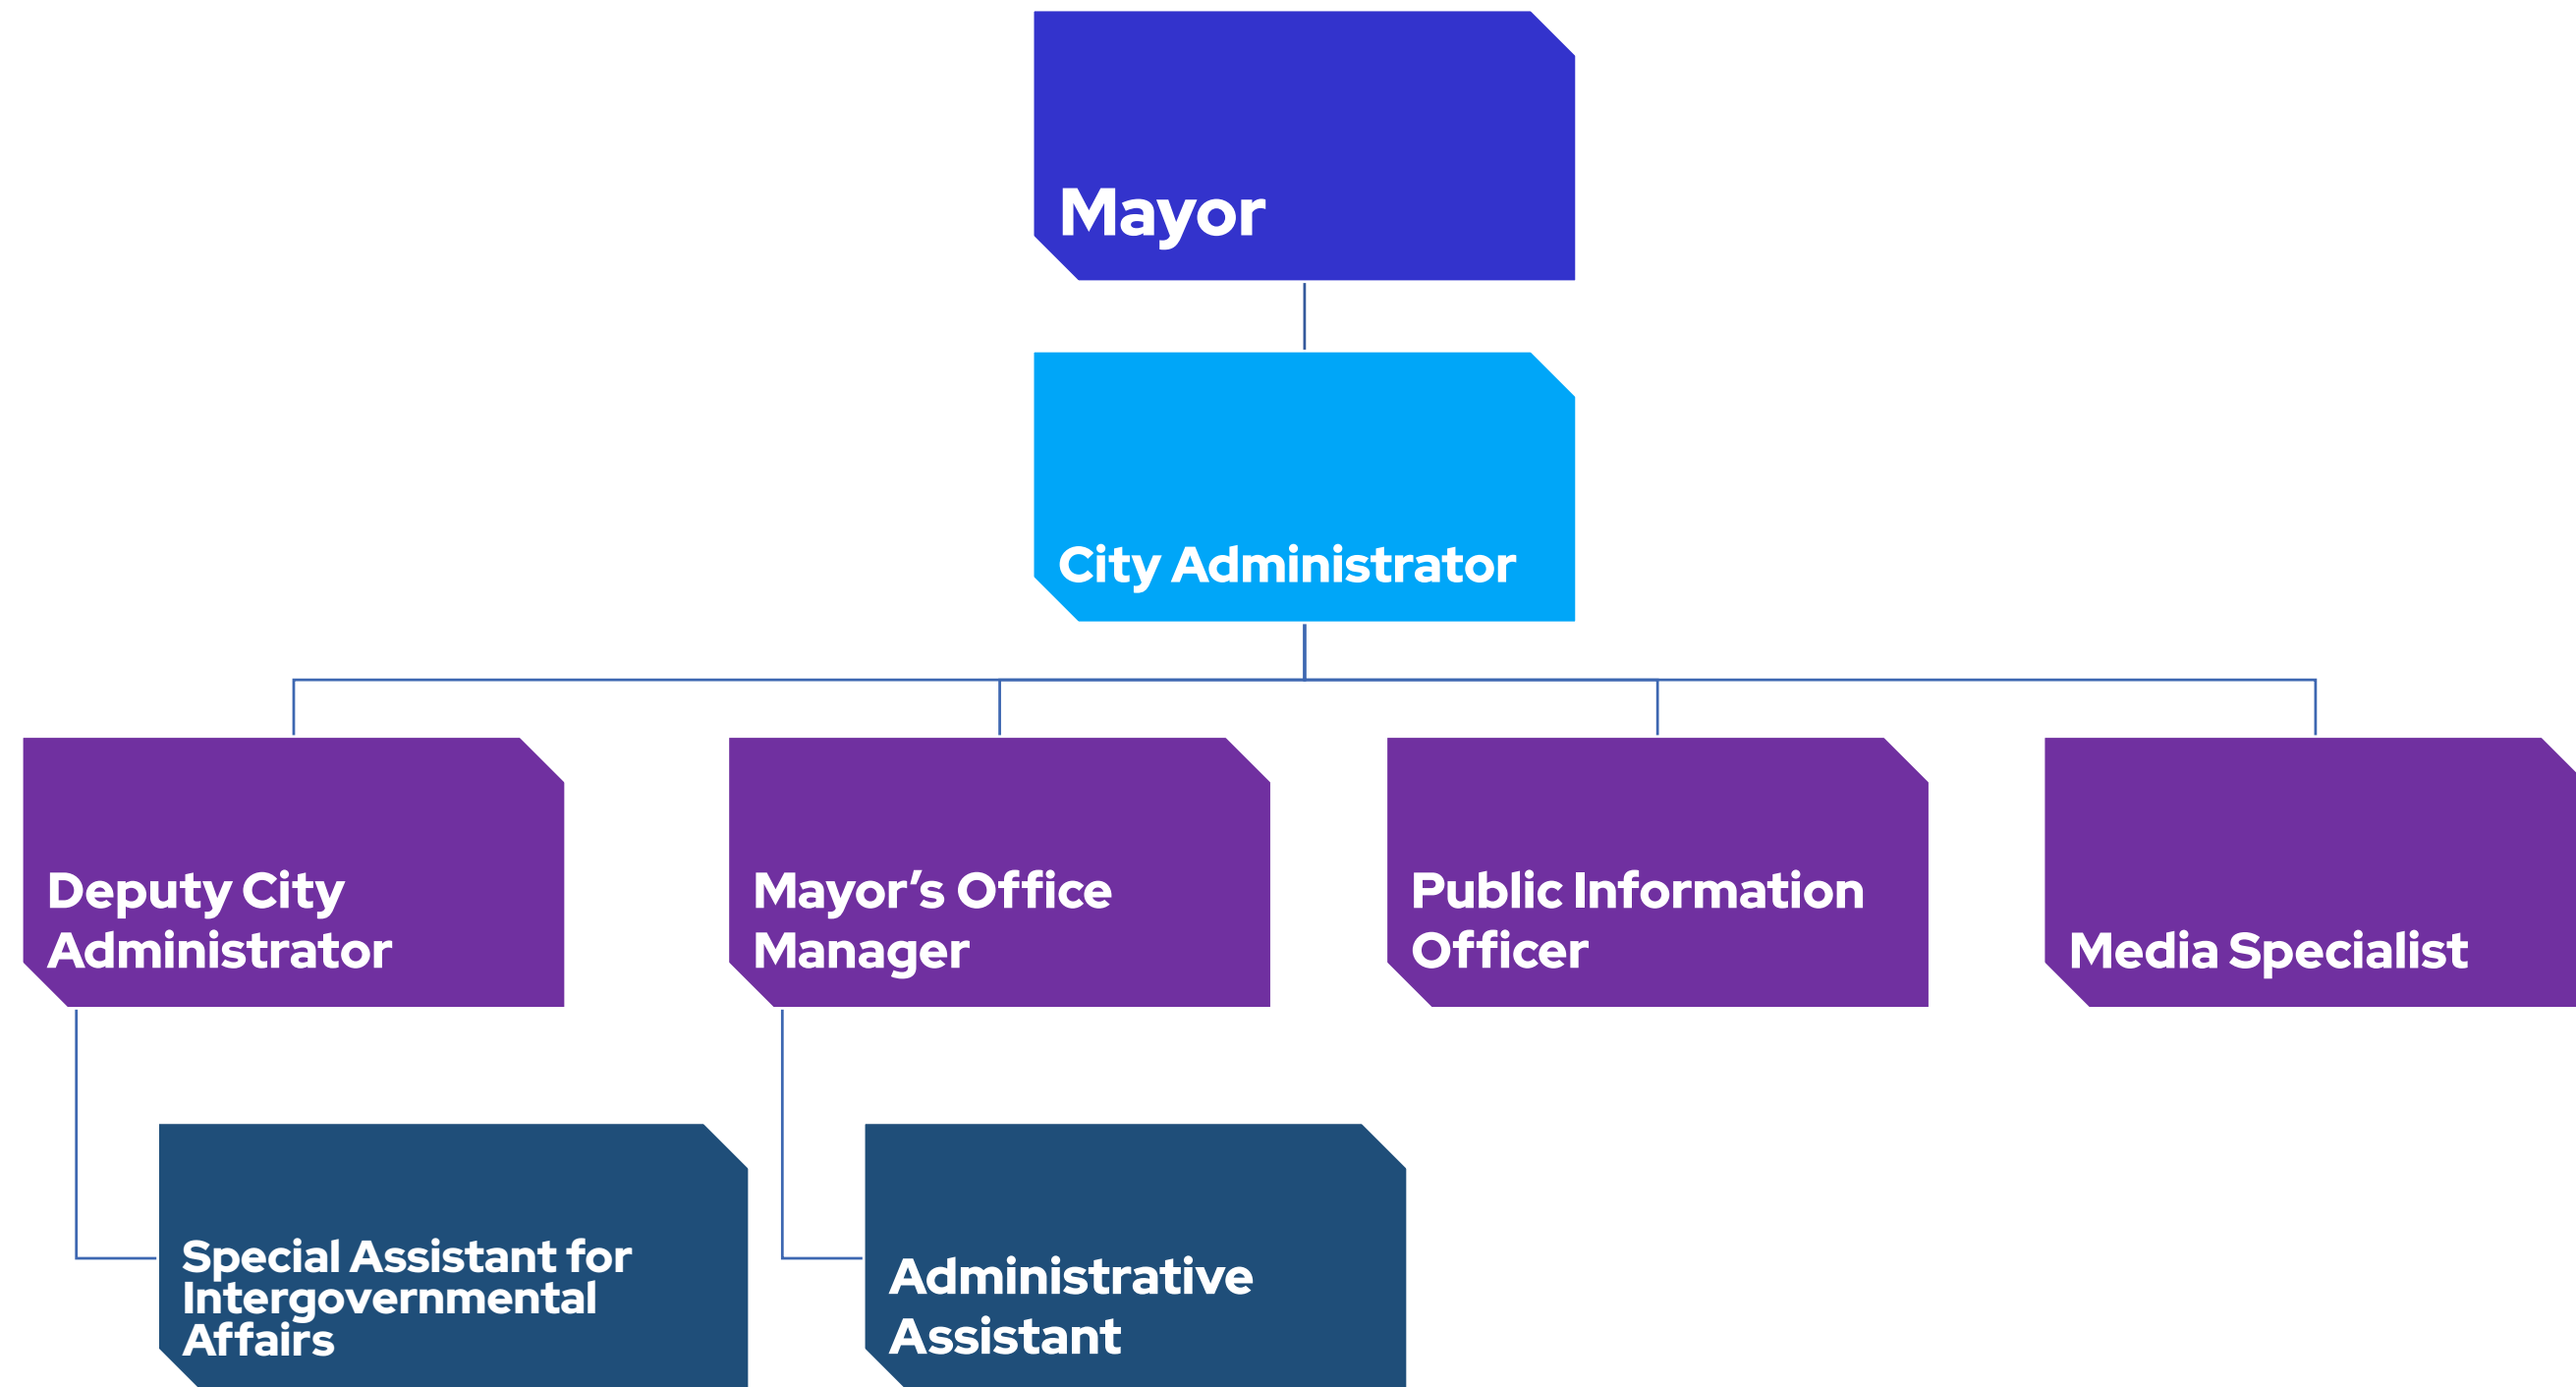 Mayor
City Administrator
Deputy City
Administrator
Mayor’s Office
Manager
Public Information
Officer
Media Specialist
Special Assistant for
Intergovernmental
Affairs
Administrative
Assistant